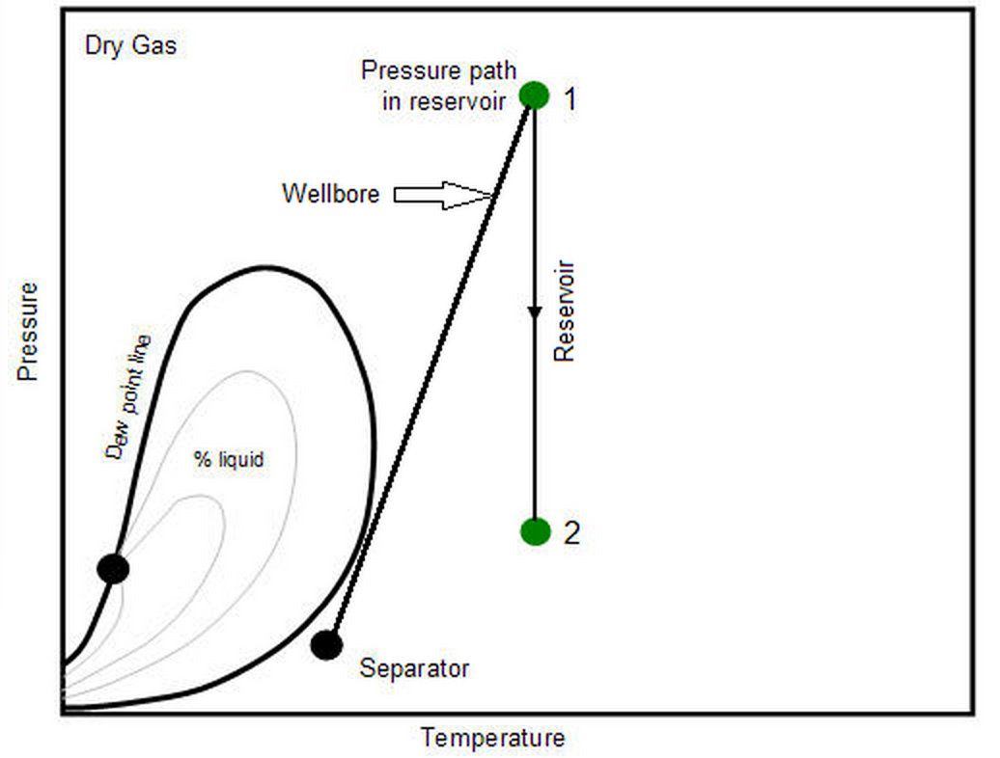 Dry Gas
Pressure path
in reservoir
1
Wellbore
Reservoir
Pressure
Dew point line
% liquid
2
Separator
Temperature